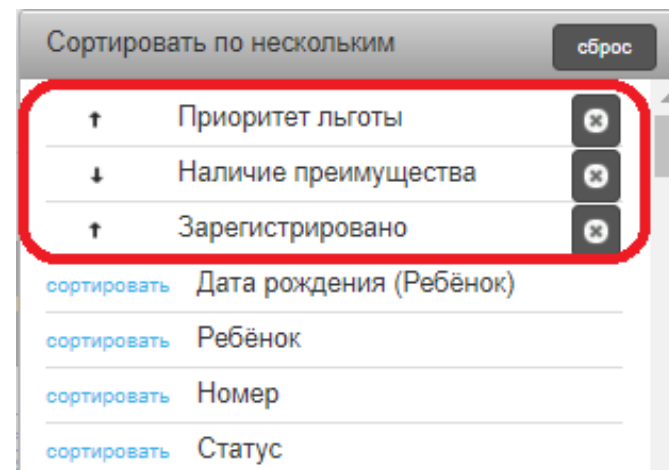 Сортировать по нескольким сброс
Приоритет льготы
Наличие преимущества
Зарегистрировано
сортировать Дата рождения (Ребёнок)
сортировать Ребёнок
сортировать Номер
сортировать Статус